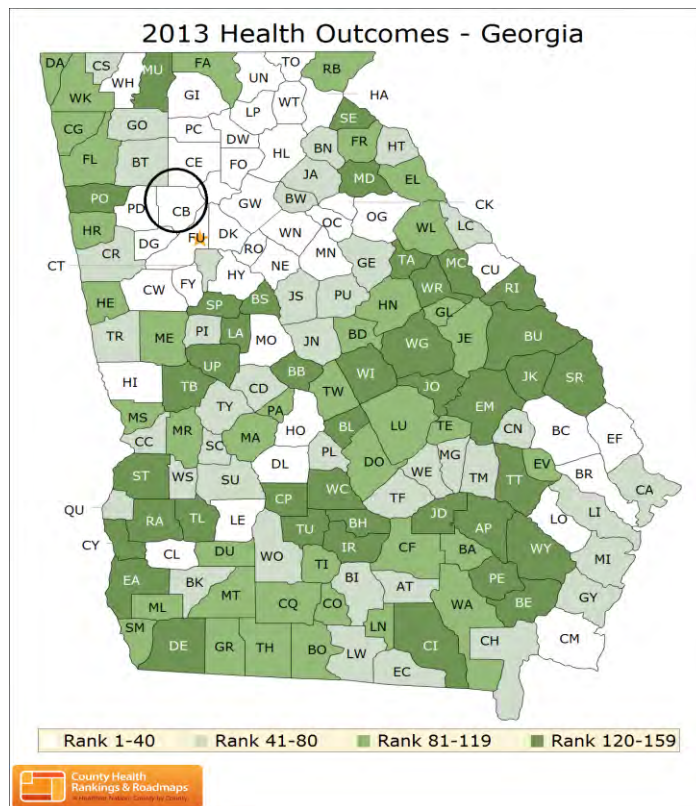 2013 Health Outcomes - Georgia
DA CS MU FA UN TO RB
WH
WK GI LP WT HA
CG GO PC DW SE
HL BN FR HT
FL BT CE FO JA MD EL
PO PD CB GW BW CK
HR DG FU DK RO WN OC OG WL LC
CT CR MN TA MC CU
CW FY HY NE GE WR RI
HE SP BS JS PU HN GL
TR ME PI LA MO JN BD WG JE BU
UP BB WI JO JK SR
HI TB CD TW EM
MS TY PA HO BL LU TE CN BC EF
CC MR SC MA PL MG
ST WS SU DL DO WE TM TT EV BR CA
QU CP WC TF LI
RA TL LE TU BH JD AP LO
CY CL DU WO IR CF BA WY MI
EA BK TI BI AT PE
ML MT CQ CO WA BE GY
SM LN
DE GR TH BO LW EC CI CH CM
Rank 1-40 Rank 41-80 Rank 81-119 Rank 120-159
County Health
Rankings & Roadmaps
A Healthier Nation, County by County